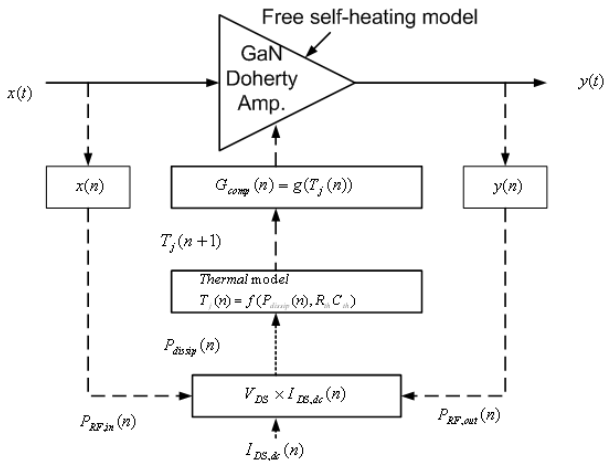 Free self-heating model
GaN
Doherty
Amp.
x(t)
y(t)
x(n)
G_comp(n) = g(T_j(n))
y(n)
T_j(n+1)
Thermal model
T_j(n) = f(P_dissip(n), R_th C_th)
P_dissip(n)
V_DS × I_DS,dc(n)
P_RF,in(n)
P_RF,out(n)
I_DS,dc(n)